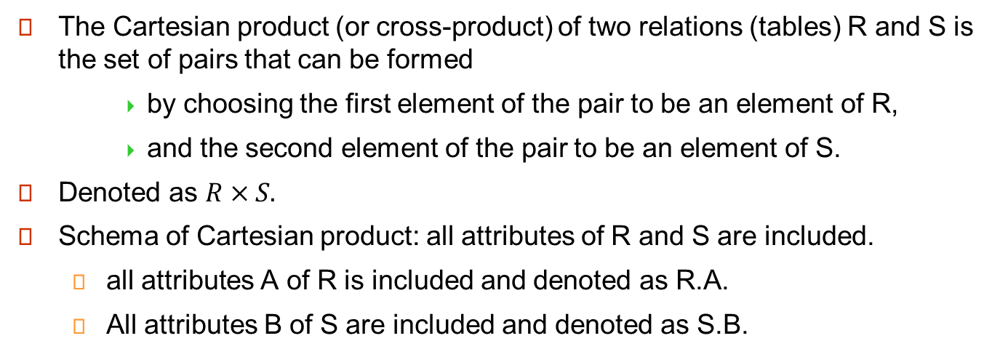 The Cartesian product (or cross-product) of two relations (tables) R and S is
the set of pairs that can be formed
by choosing the first element of the pair to be an element of R,
and the second element of the pair to be an element of S.
Denoted as R × S.
Schema of Cartesian product: all attributes of R and S are included.
all attributes A of R is included and denoted as R.A.
All attributes B of S are included and denoted as S.B.